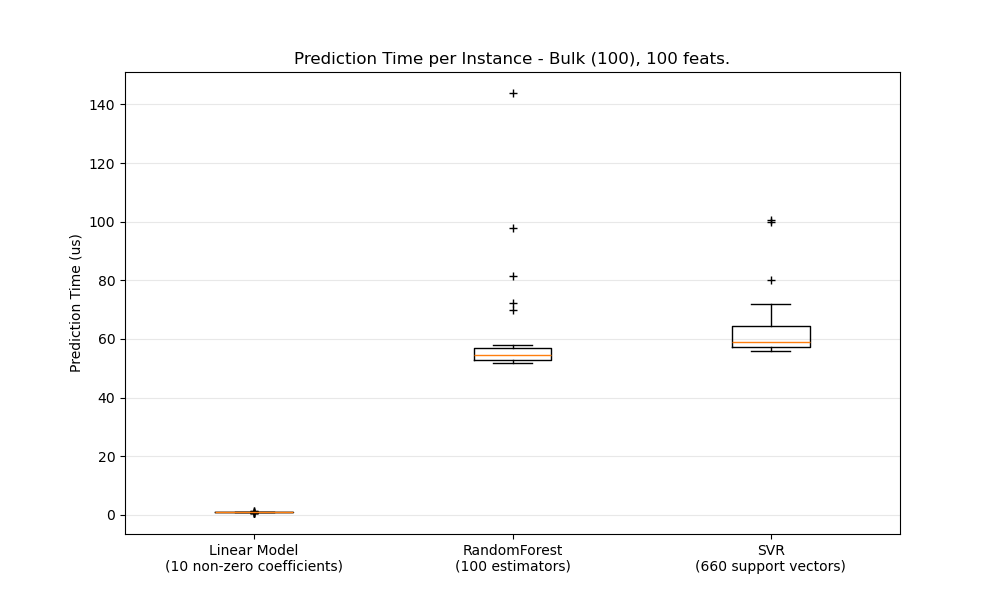 Prediction Time per Instance - Bulk (100), 100 feats.
Prediction Time (us)
140
120
100
80
60
40
20
0
Linear Model
(10 non-zero coefficients)
RandomForest
(100 estimators)
SVR
(660 support vectors)